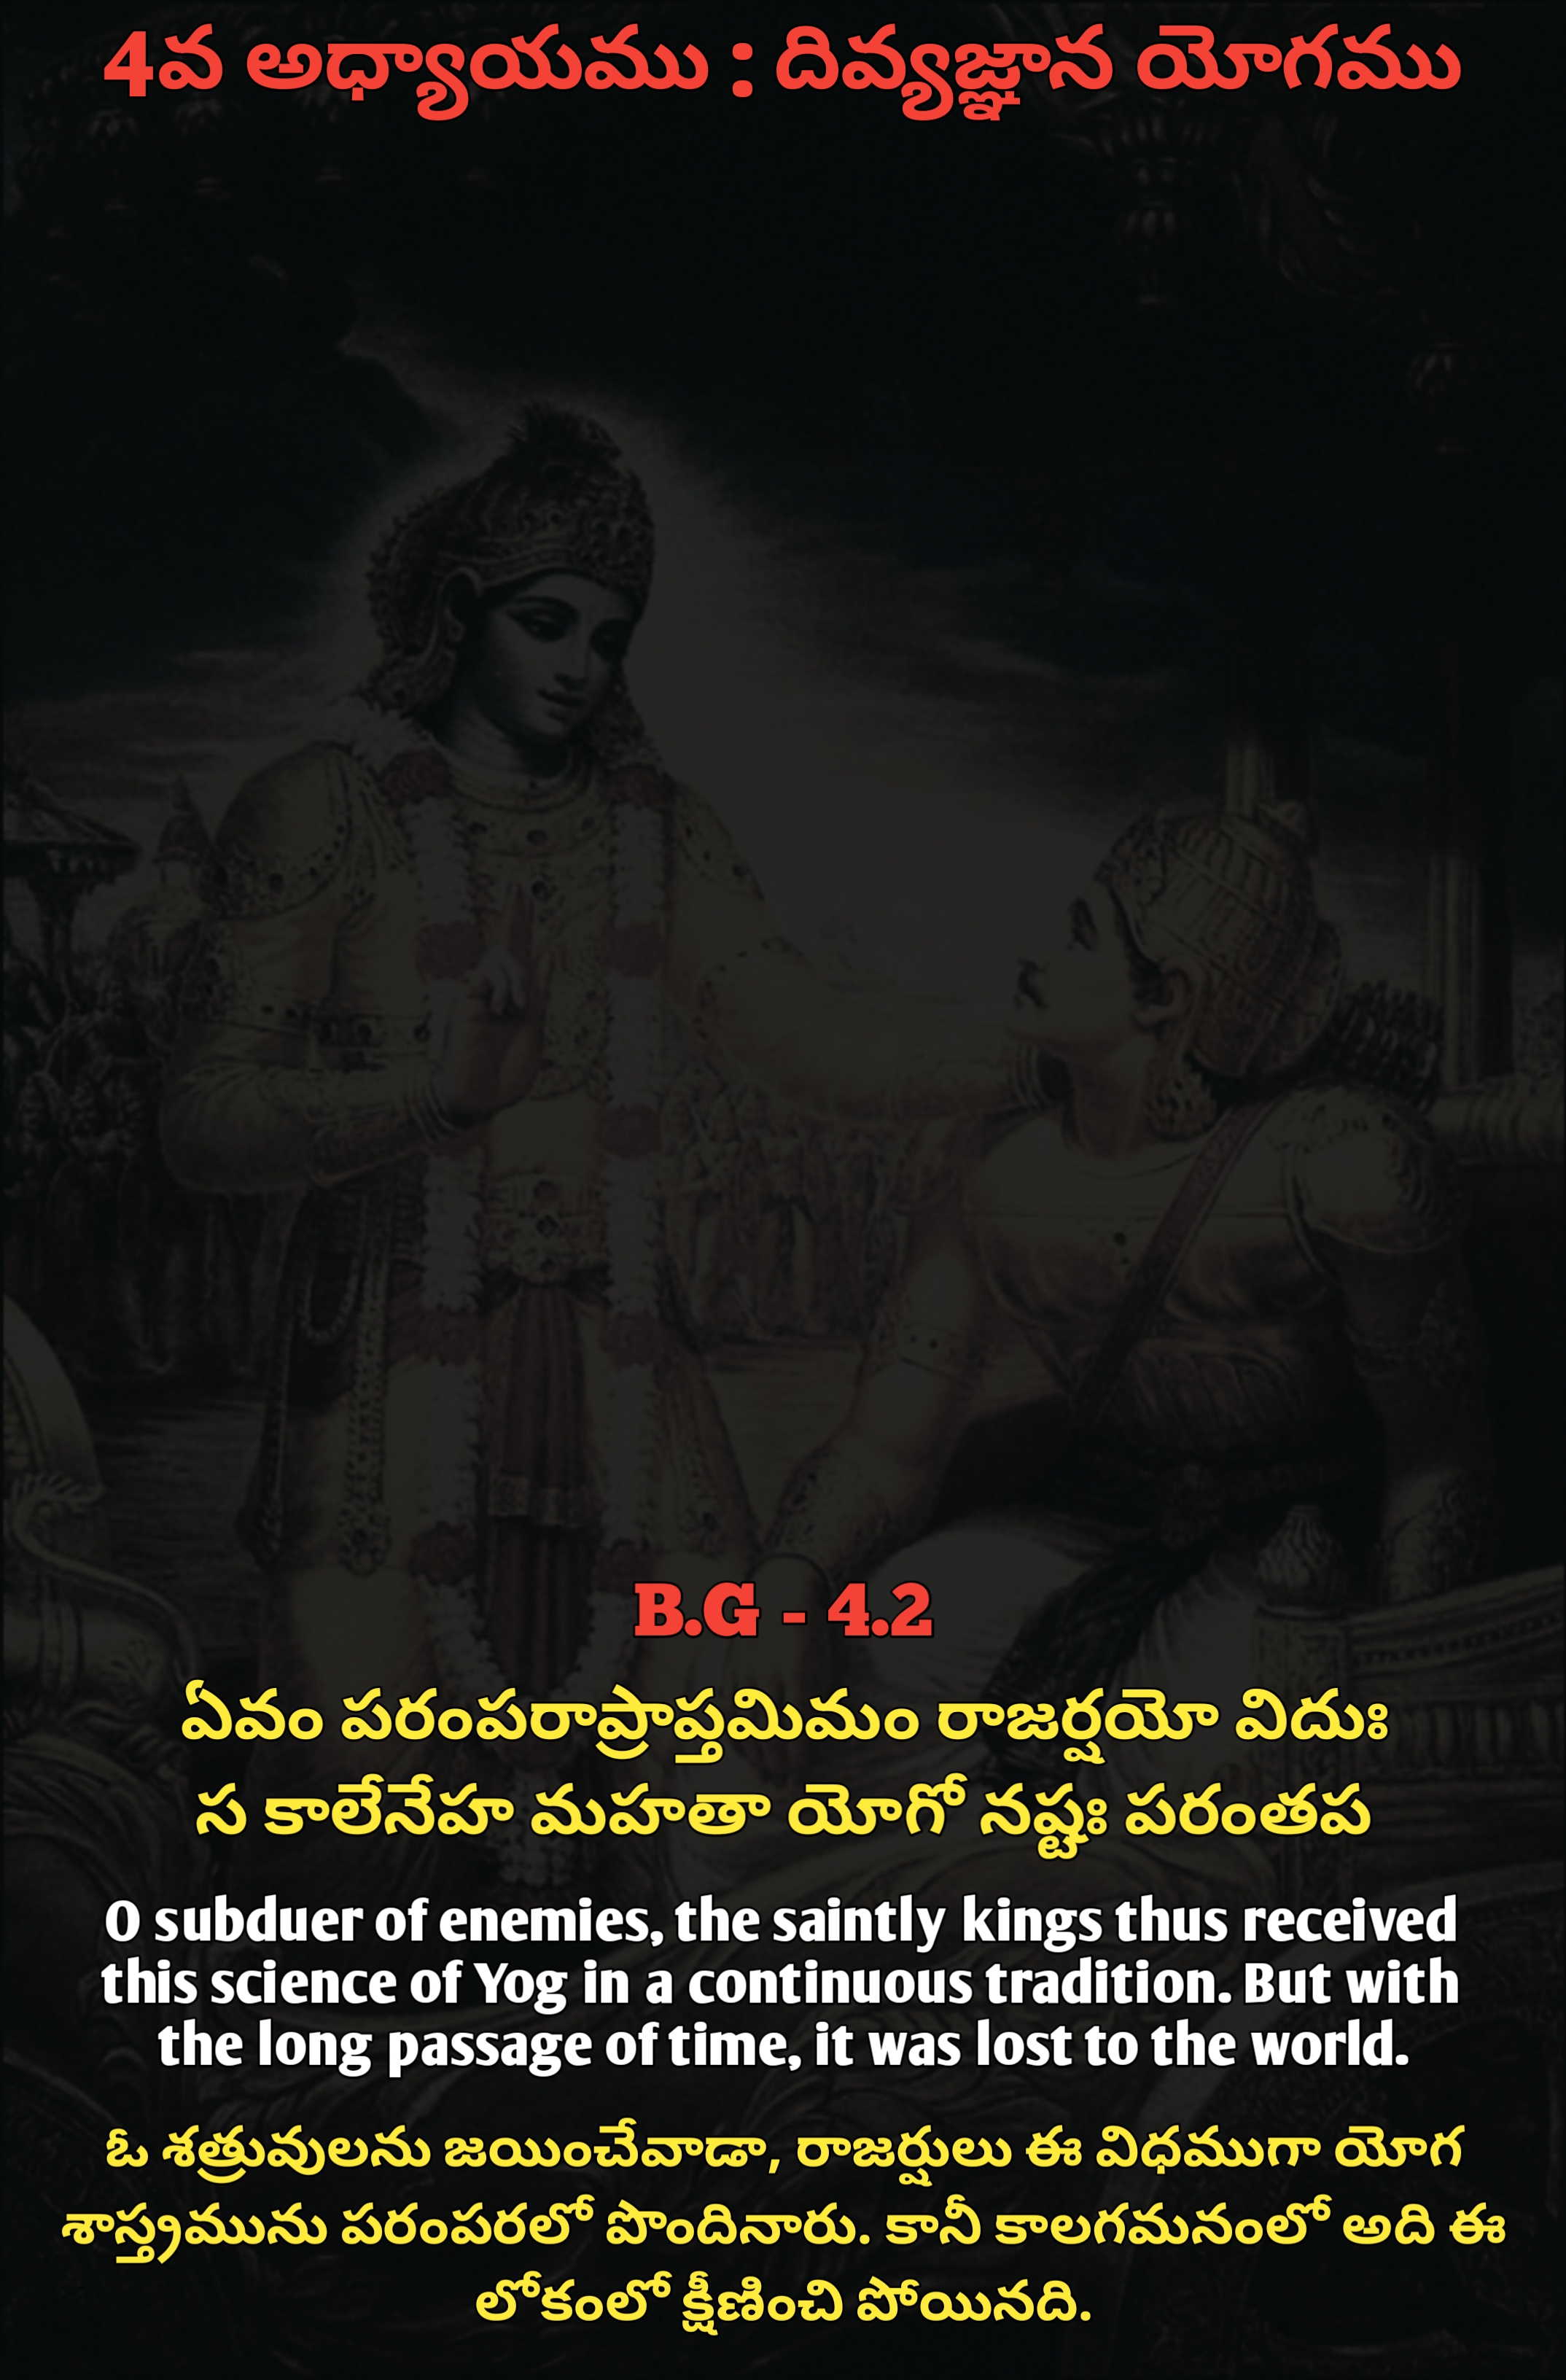 4వ అధ్యాయము : దివ్యజ్ఞాన యోగము
B.G - 4.2
ఏవం పరంపరాప్రాప్తమిమం రాజర్షయో విదుః
స కాలేనేహ మహతా యోగో నష్టః పరంతప
O subduer of enemies, the saintly kings thus received
this science of Yog in a continuous tradition. But with
the long passage of time, it was lost to the world.
ఓ శత్రువులను జయించేవాడా, రాజర్షులు ఈ విధముగా యోగ
శాస్త్రమును పరంపరలో పొందినారు. కానీ కాలగమనంలో అది ఈ
లోకంలో క్షీణించి పోయినది.